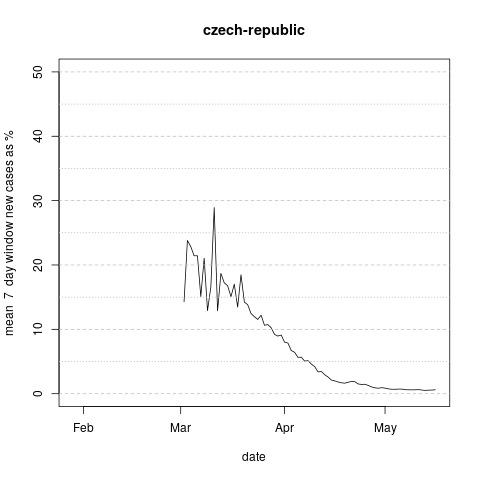 czech-republic
50
40
30
20
10
0
mean  7  day window new cases as %
Feb
Mar
Apr
May
date